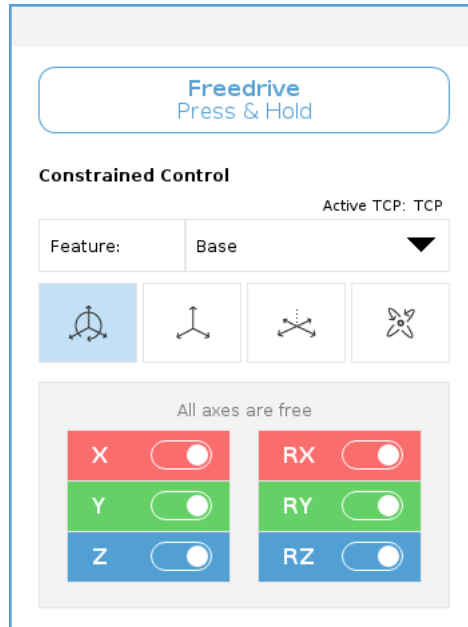 Freedrive
Press & Hold
Constrained Control
Active TCP: TCP
Feature: Base
All axes are free
X RX
Y RY
Z RZ